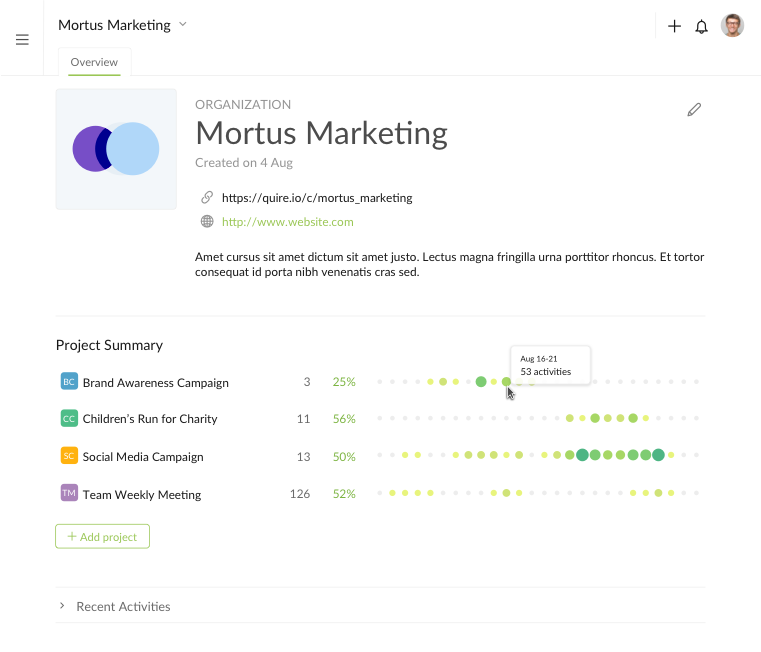 Mortus Marketing
Overview
ORGANIZATION
Mortus Marketing
Created on 4 Aug
https://quire.io/c/mortus_marketing
http://www.website.com
Amet cursus sit amet dictum sit amet justo. Lectus magna fringilla urna porttitor rhoncus. Et tortor
consequat id porta nibh venenatis cras sed.
Project Summary
Aug 16-21
53 activities
BC Brand Awareness Campaign 3 25%
CC Children's Run for Charity 11 56%
SC Social Media Campaign 13 50%
TM Team Weekly Meeting 126 52%
+ Add project
Recent Activities